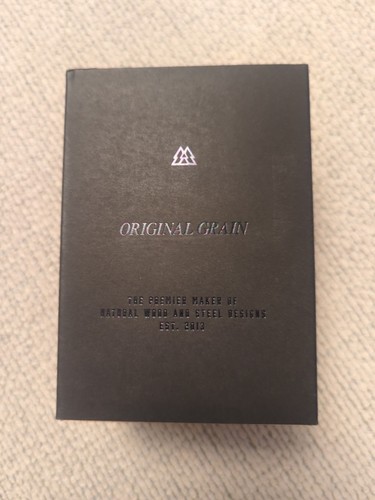 ORIGINAL GRAIN
THE PREMIER MAKER OF
NATURAL WOOD AND STEEL DESIGNS
EST. 2013